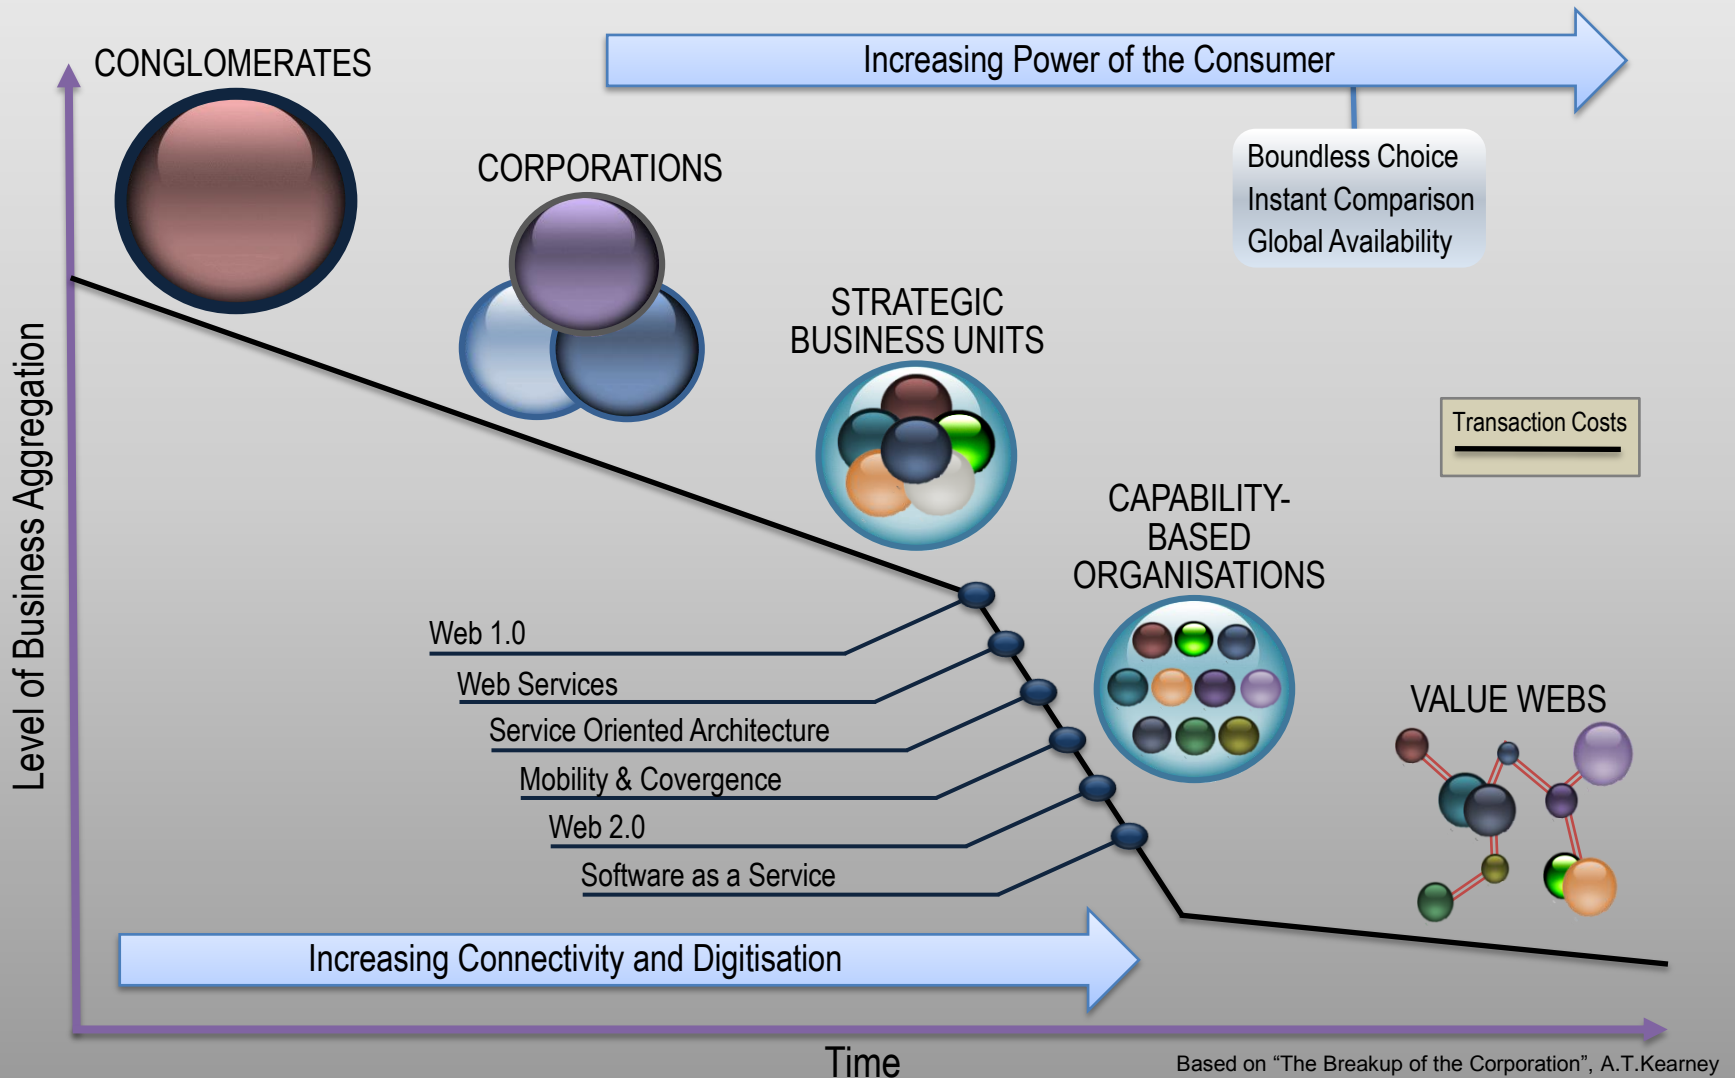 CONGLOMERATES
Increasing Power of the Consumer
Boundless Choice
Instant Comparison
Global Availability
CORPORATIONS
STRATEGIC
BUSINESS UNITS
Transaction Costs
CAPABILITY-
BASED
ORGANISATIONS
VALUE WEBS
Level of Business Aggregation
Web 1.0
Web Services
Service Oriented Architecture
Mobility & Covergence
Web 2.0
Software as a Service
Increasing Connectivity and Digitisation
Time
Based on “The Breakup of the Corporation”, A.T.Kearney